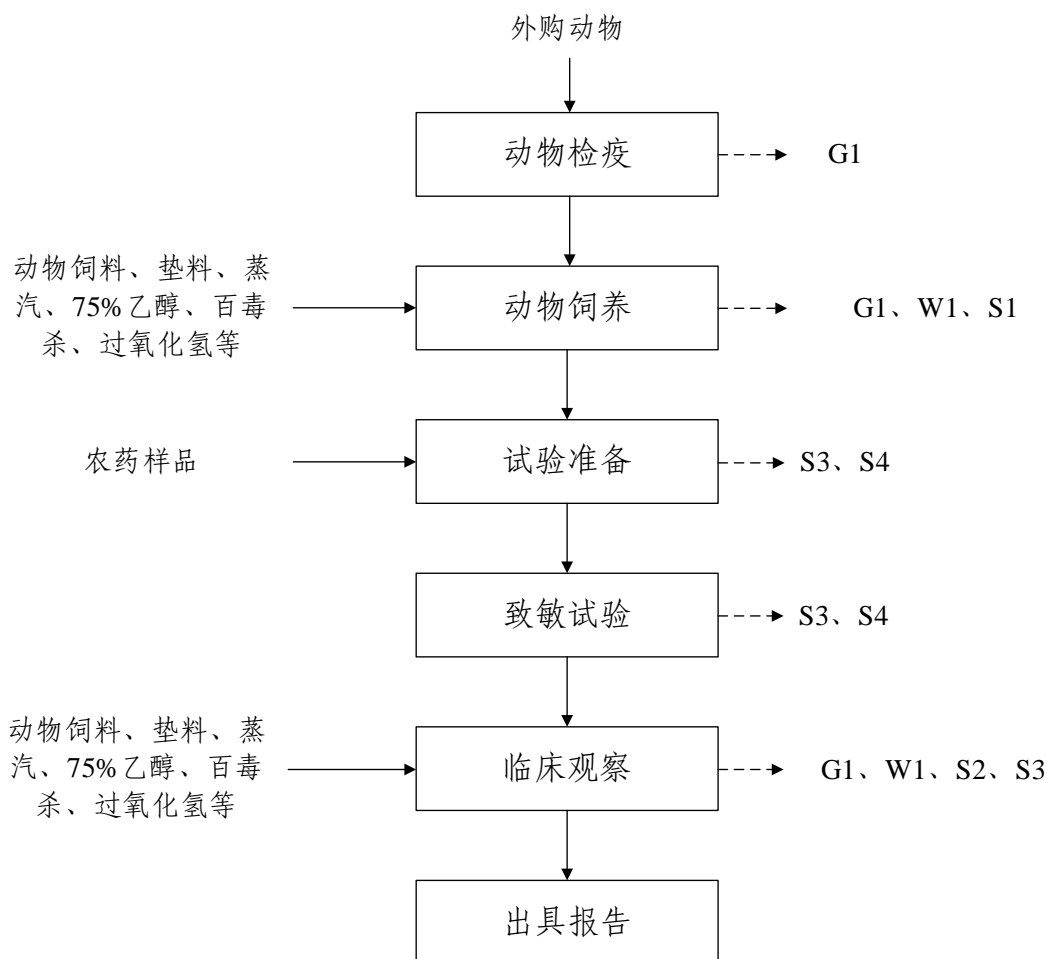 外购动物
动物检疫
G1
动物饲料、垫料、蒸
汽、75%乙醇、百毒
杀、过氧化氢等
动物饲养
G1、W1、S1
农药样品
试验准备
S3、S4
致敏试验
S3、S4
动物饲料、垫料、蒸
汽、75%乙醇、百毒
杀、过氧化氢等
临床观察
G1、W1、S2、S3
出具报告